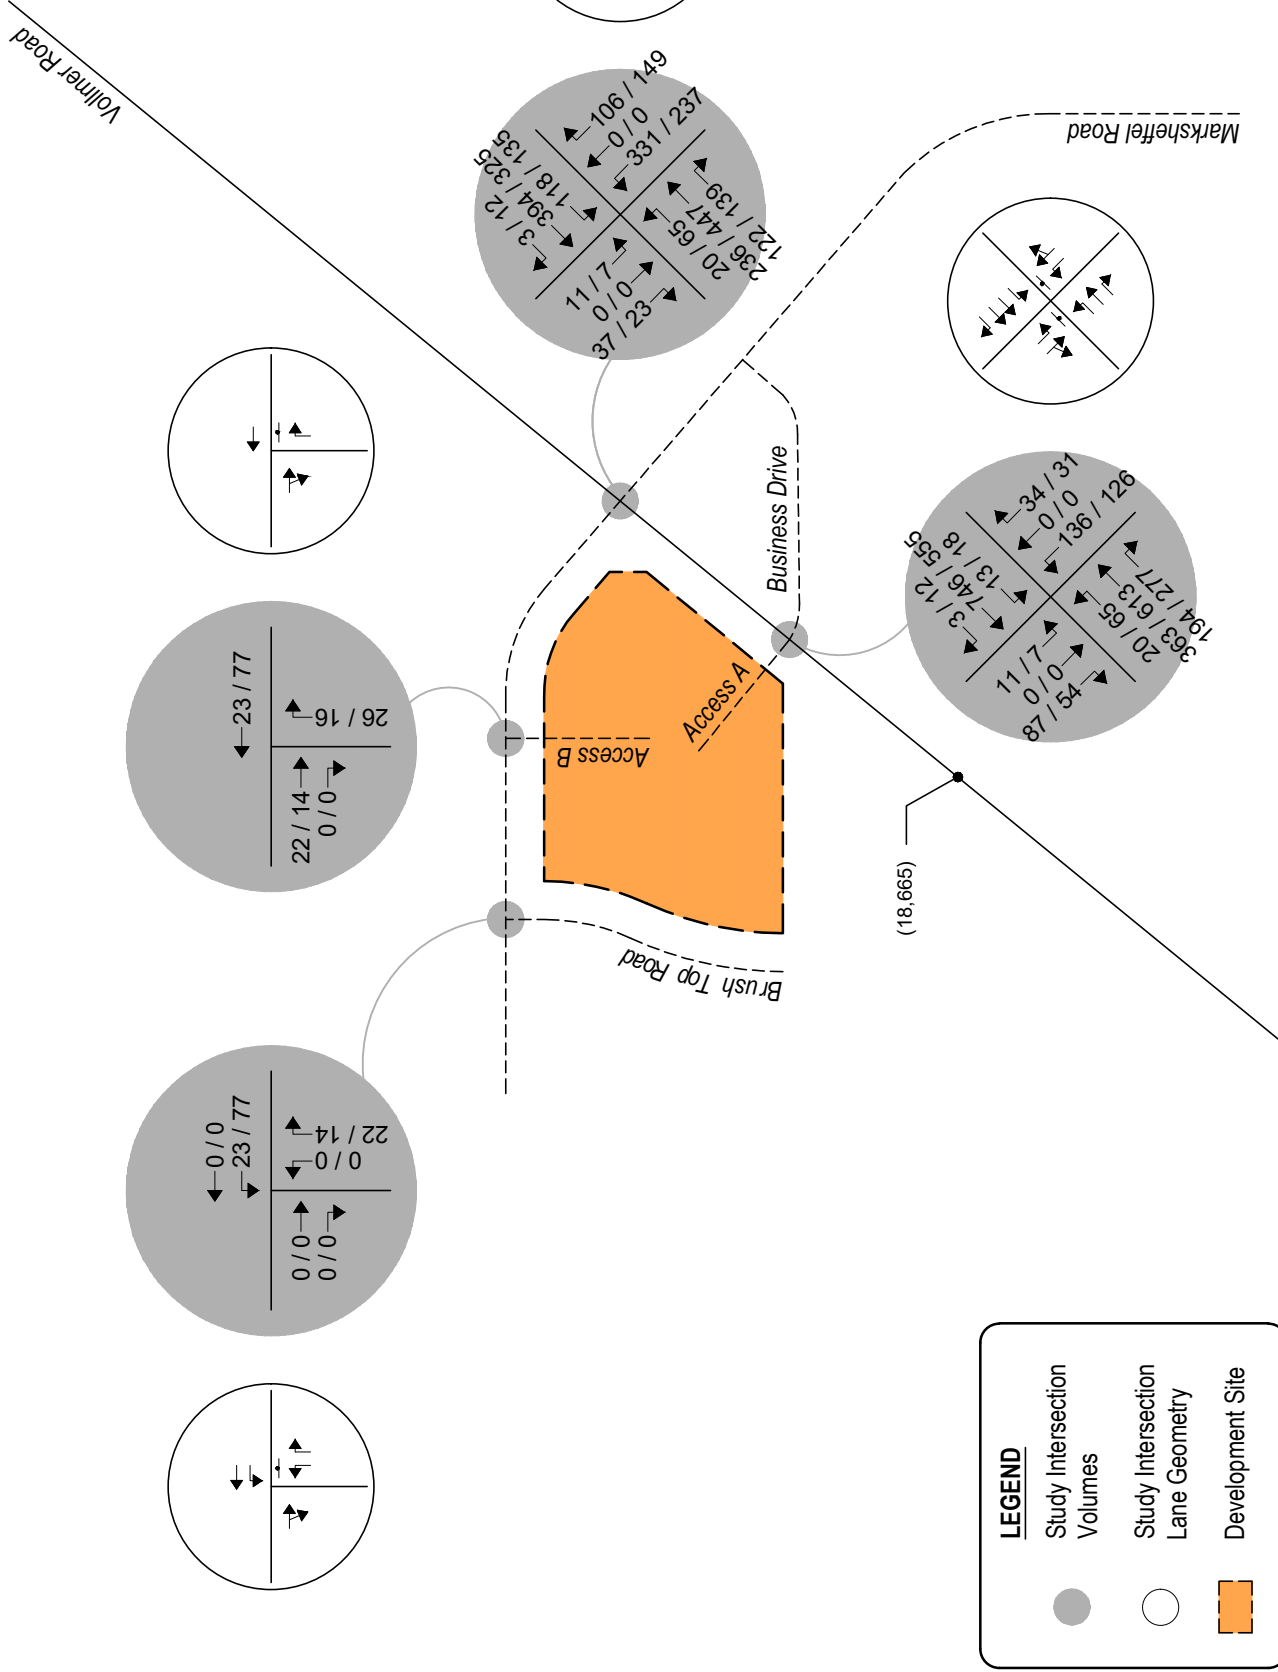 Vollmer Road
3 / 12
394 / 325
118 / 135
106 / 149
0 / 0
331 / 237
11 / 7
0 / 0
37 / 23
20 / 65
236 / 447
122 / 139
Marksheffel Road
Business Drive
3 / 12
746 / 555
13 / 18
34 / 31
0 / 0
136 / 126
11 / 7
0 / 0
87 / 54
20 / 65
363 / 613
194 / 277
23 / 77
22 / 14
0 / 0
26 / 16
Access B
Access A
(18,665)
Brush Top Road
0 / 0
23 / 77
0 / 0
0 / 0
0 / 0
22 / 14
LEGEND
Study Intersection
Volumes
Study Intersection
Lane Geometry
Development Site